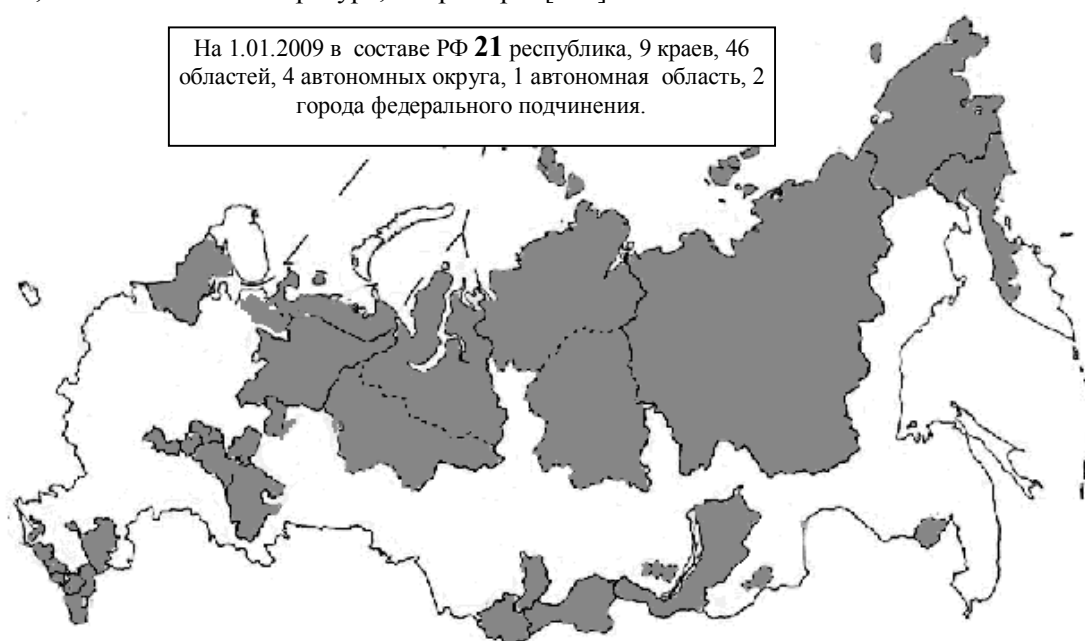 На 1.01.2009 в составе РФ 21 республика, 9 краев, 46
областей, 4 автономных округа, 1 автономная область, 2
города федерального подчинения.